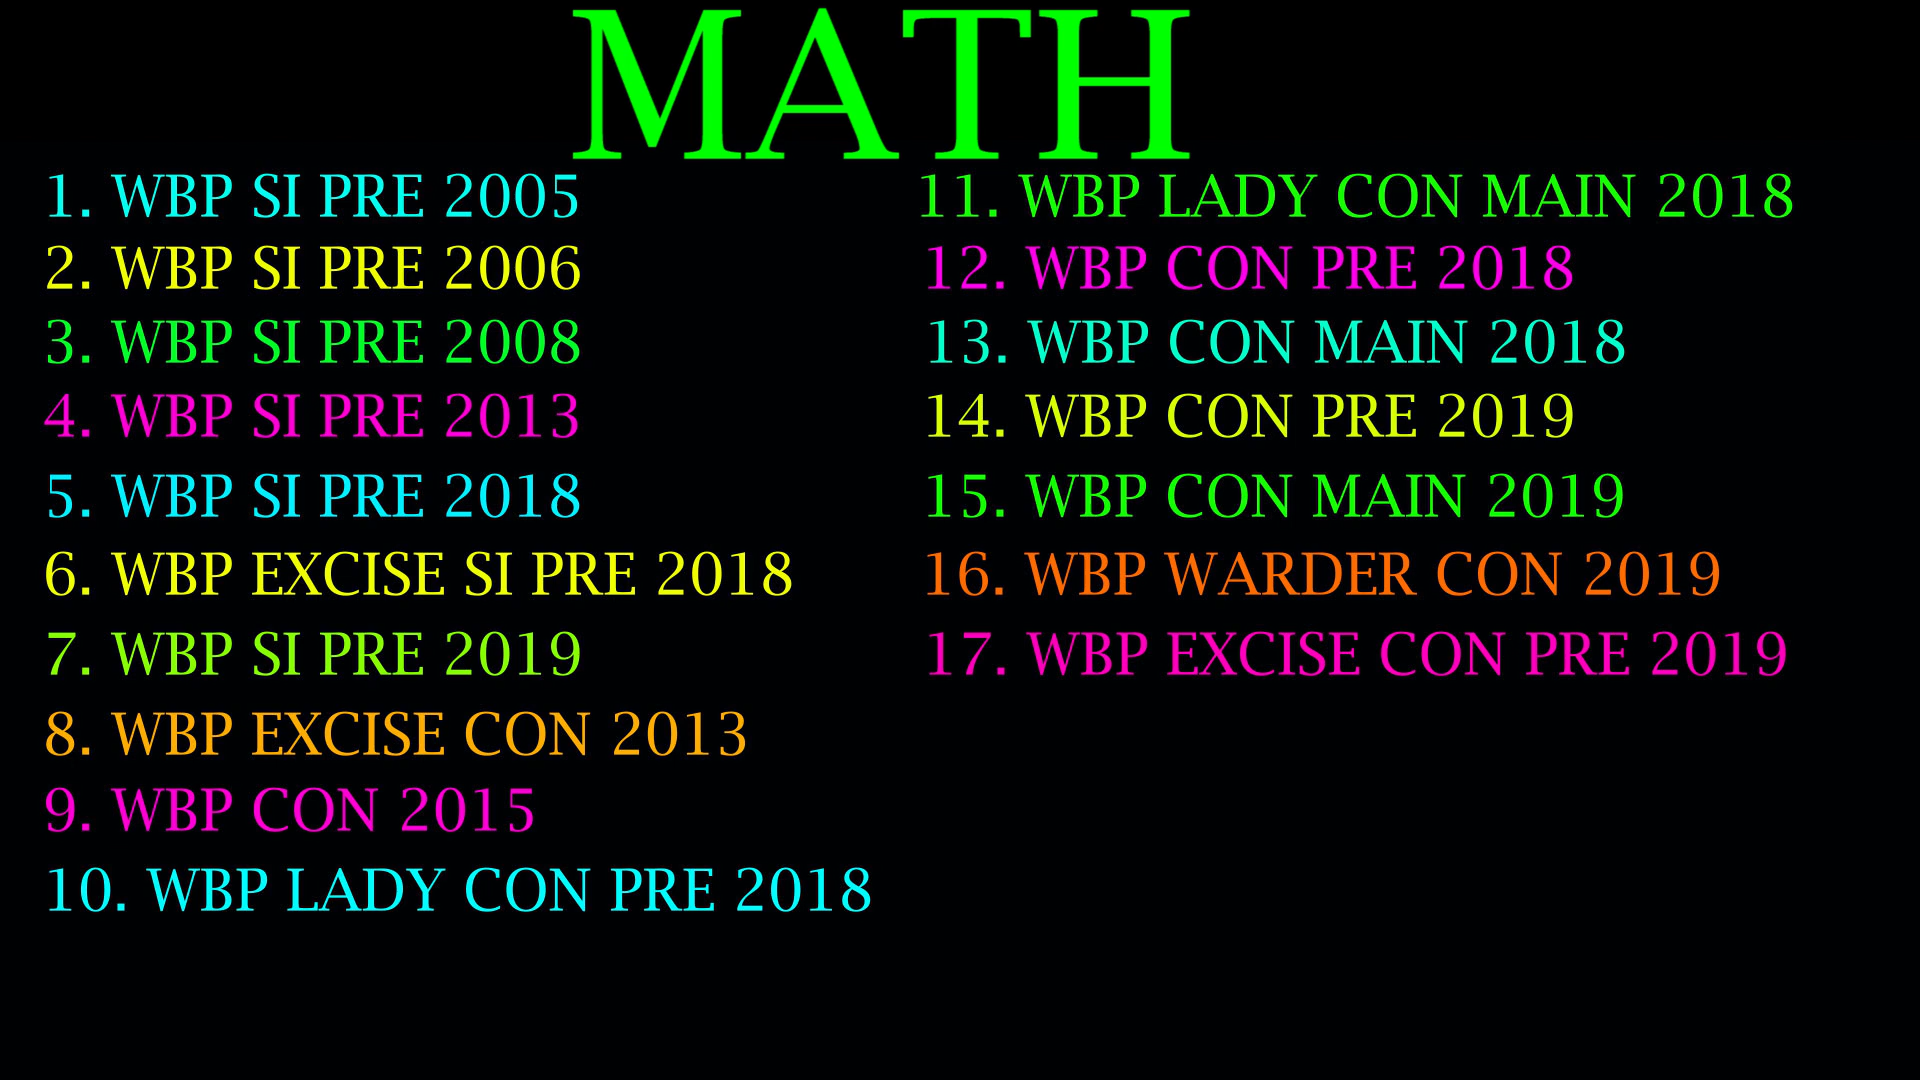 MATH
1. WBP SI PRE 2005
2. WBP SI PRE 2006
3. WBP SI PRE 2008
4. WBP SI PRE 2013
5. WBP SI PRE 2018
6. WBP EXCISE SI PRE 2018
7. WBP SI PRE 2019
8. WBP EXCISE CON 2013
9. WBP CON 2015
10. WBP LADY CON PRE 2018
11. WBP LADY CON MAIN 2018
12. WBP CON PRE 2018
13. WBP CON MAIN 2018
14. WBP CON PRE 2019
15. WBP CON MAIN 2019
16. WBP WARDER CON 2019
17. WBP EXCISE CON PRE 2019